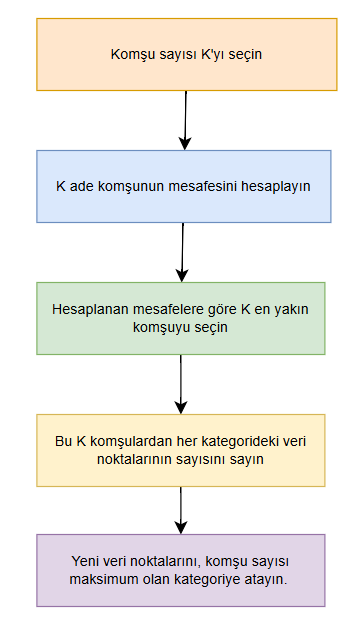 Komşu sayısı K'yı seçin
K ade komşunun mesafesini hesaplayın
Hesaplanan mesafelere göre K en yakın
komşuyu seçin
Bu K komşulardan her kategorideki veri
noktalarının sayısını sayın
Yeni veri noktalarını, komşu sayısı
maksimum olan kategoriye atayın.